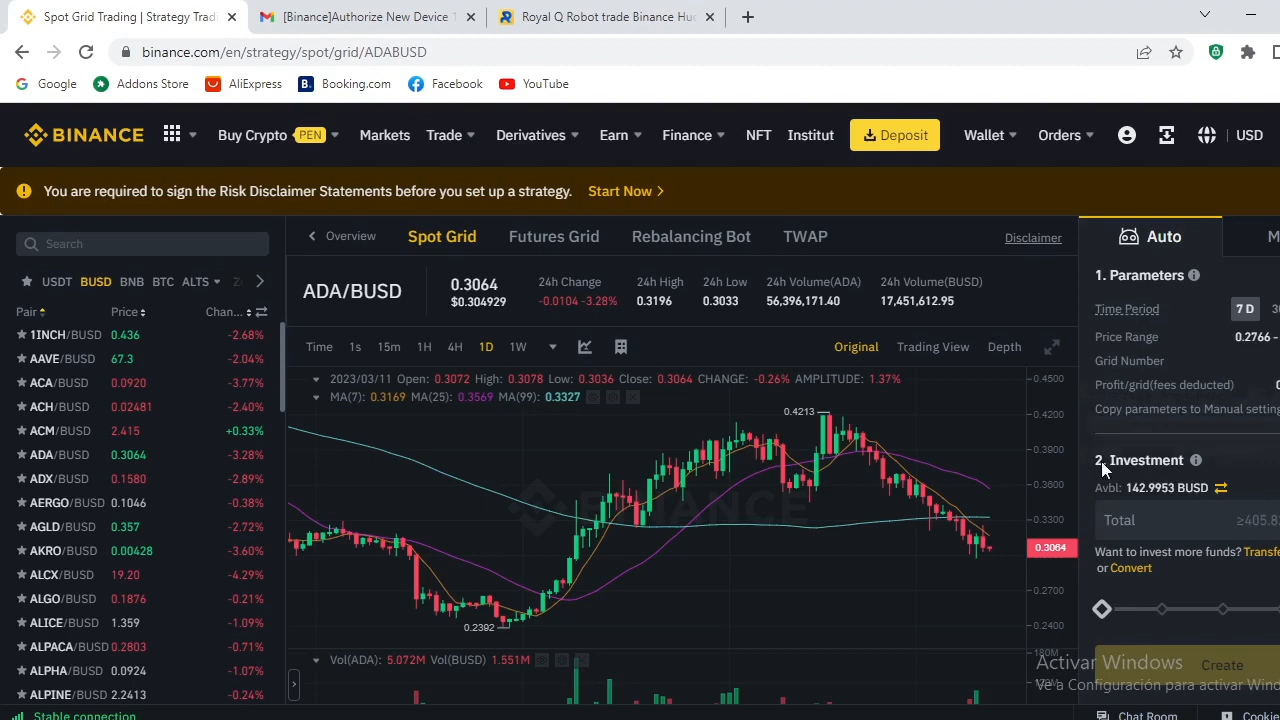 Spot Grid Trading | Strategy Tradi
[Binance]Authorize New Device
Royal Q Robot trade Binance Huo
binance.com/en/strategy/spot/grid/ADABUSD
Google
Addons Store
AliExpress
Booking.com
Facebook
YouTube
BINANCE
Buy Crypto PEN
Markets
Trade
Derivatives
Earn
Finance
NFT
Institut
Deposit
Wallet
Orders
USD
You are required to sign the Risk Disclaimer Statements before you set up a strategy. Start Now >
Search
USDT BUSD BNB BTC ALTS
Pair Price Chan...
1INCH/BUSD 0.436 -2.68%
AAVE/BUSD 67.3 -2.04%
ACA/BUSD 0.0920 -3.77%
ACH/BUSD 0.02481 -2.40%
ACM/BUSD 2.415 +0.33%
ADA/BUSD 0.3064 -3.28%
ADX/BUSD 0.1580 -2.89%
AERGO/BUSD 0.1046 -0.38%
AGLD/BUSD 0.357 -2.72%
AKRO/BUSD 0.00428 -3.60%
ALCX/BUSD 19.20 -4.29%
ALGO/BUSD 0.1876 -0.21%
ALICE/BUSD 1.359 -1.09%
ALPACA/BUSD 0.2803 -0.71%
ALPHA/BUSD 0.0924 -1.07%
ALPINE/BUSD 2.2413 -0.24%
Stable connection
Overview
Spot Grid
Futures Grid
Rebalancing Bot
TWAP
Disclaimer
ADA/BUSD
0.3064
$0.304929
24h Change
-0.0104 -3.28%
24h High
0.3196
24h Low
0.3033
24h Volume(ADA)
56,396,171.40
24h Volume(BUSD)
17,451,612.95
Time 1s 15m 1H 4H 1D 1W
Original Trading View Depth
2023/03/11 Open: 0.3072 High: 0.3078 Low: 0.3036 Close: 0.3064 CHANGE: -0.26% AMPLITUDE: 1.37%
MA(7): 0.3169 MA(25): 0.3569 MA(99): 0.3327
0.4213
0.2392
BINANCE
0.4500
0.4200
0.3900
0.3600
0.3300
0.3064
0.2700
0.2400
Vol(ADA): 5.072M Vol(BUSD) 1.551M
180M
120M
Auto
M
1. Parameters
Time Period 7 D 30
Price Range 0.2766 -
Grid Number
Profit/grid(fees deducted) 0
Copy parameters to Manual setting
2. Investment
Avbl: 142.9953 BUSD
Total ≥405.82
Want to invest more funds? Transfe
or Convert
Create
Activar Windows
Ve a Configuración para activar Wind
Chat Room
Cookie